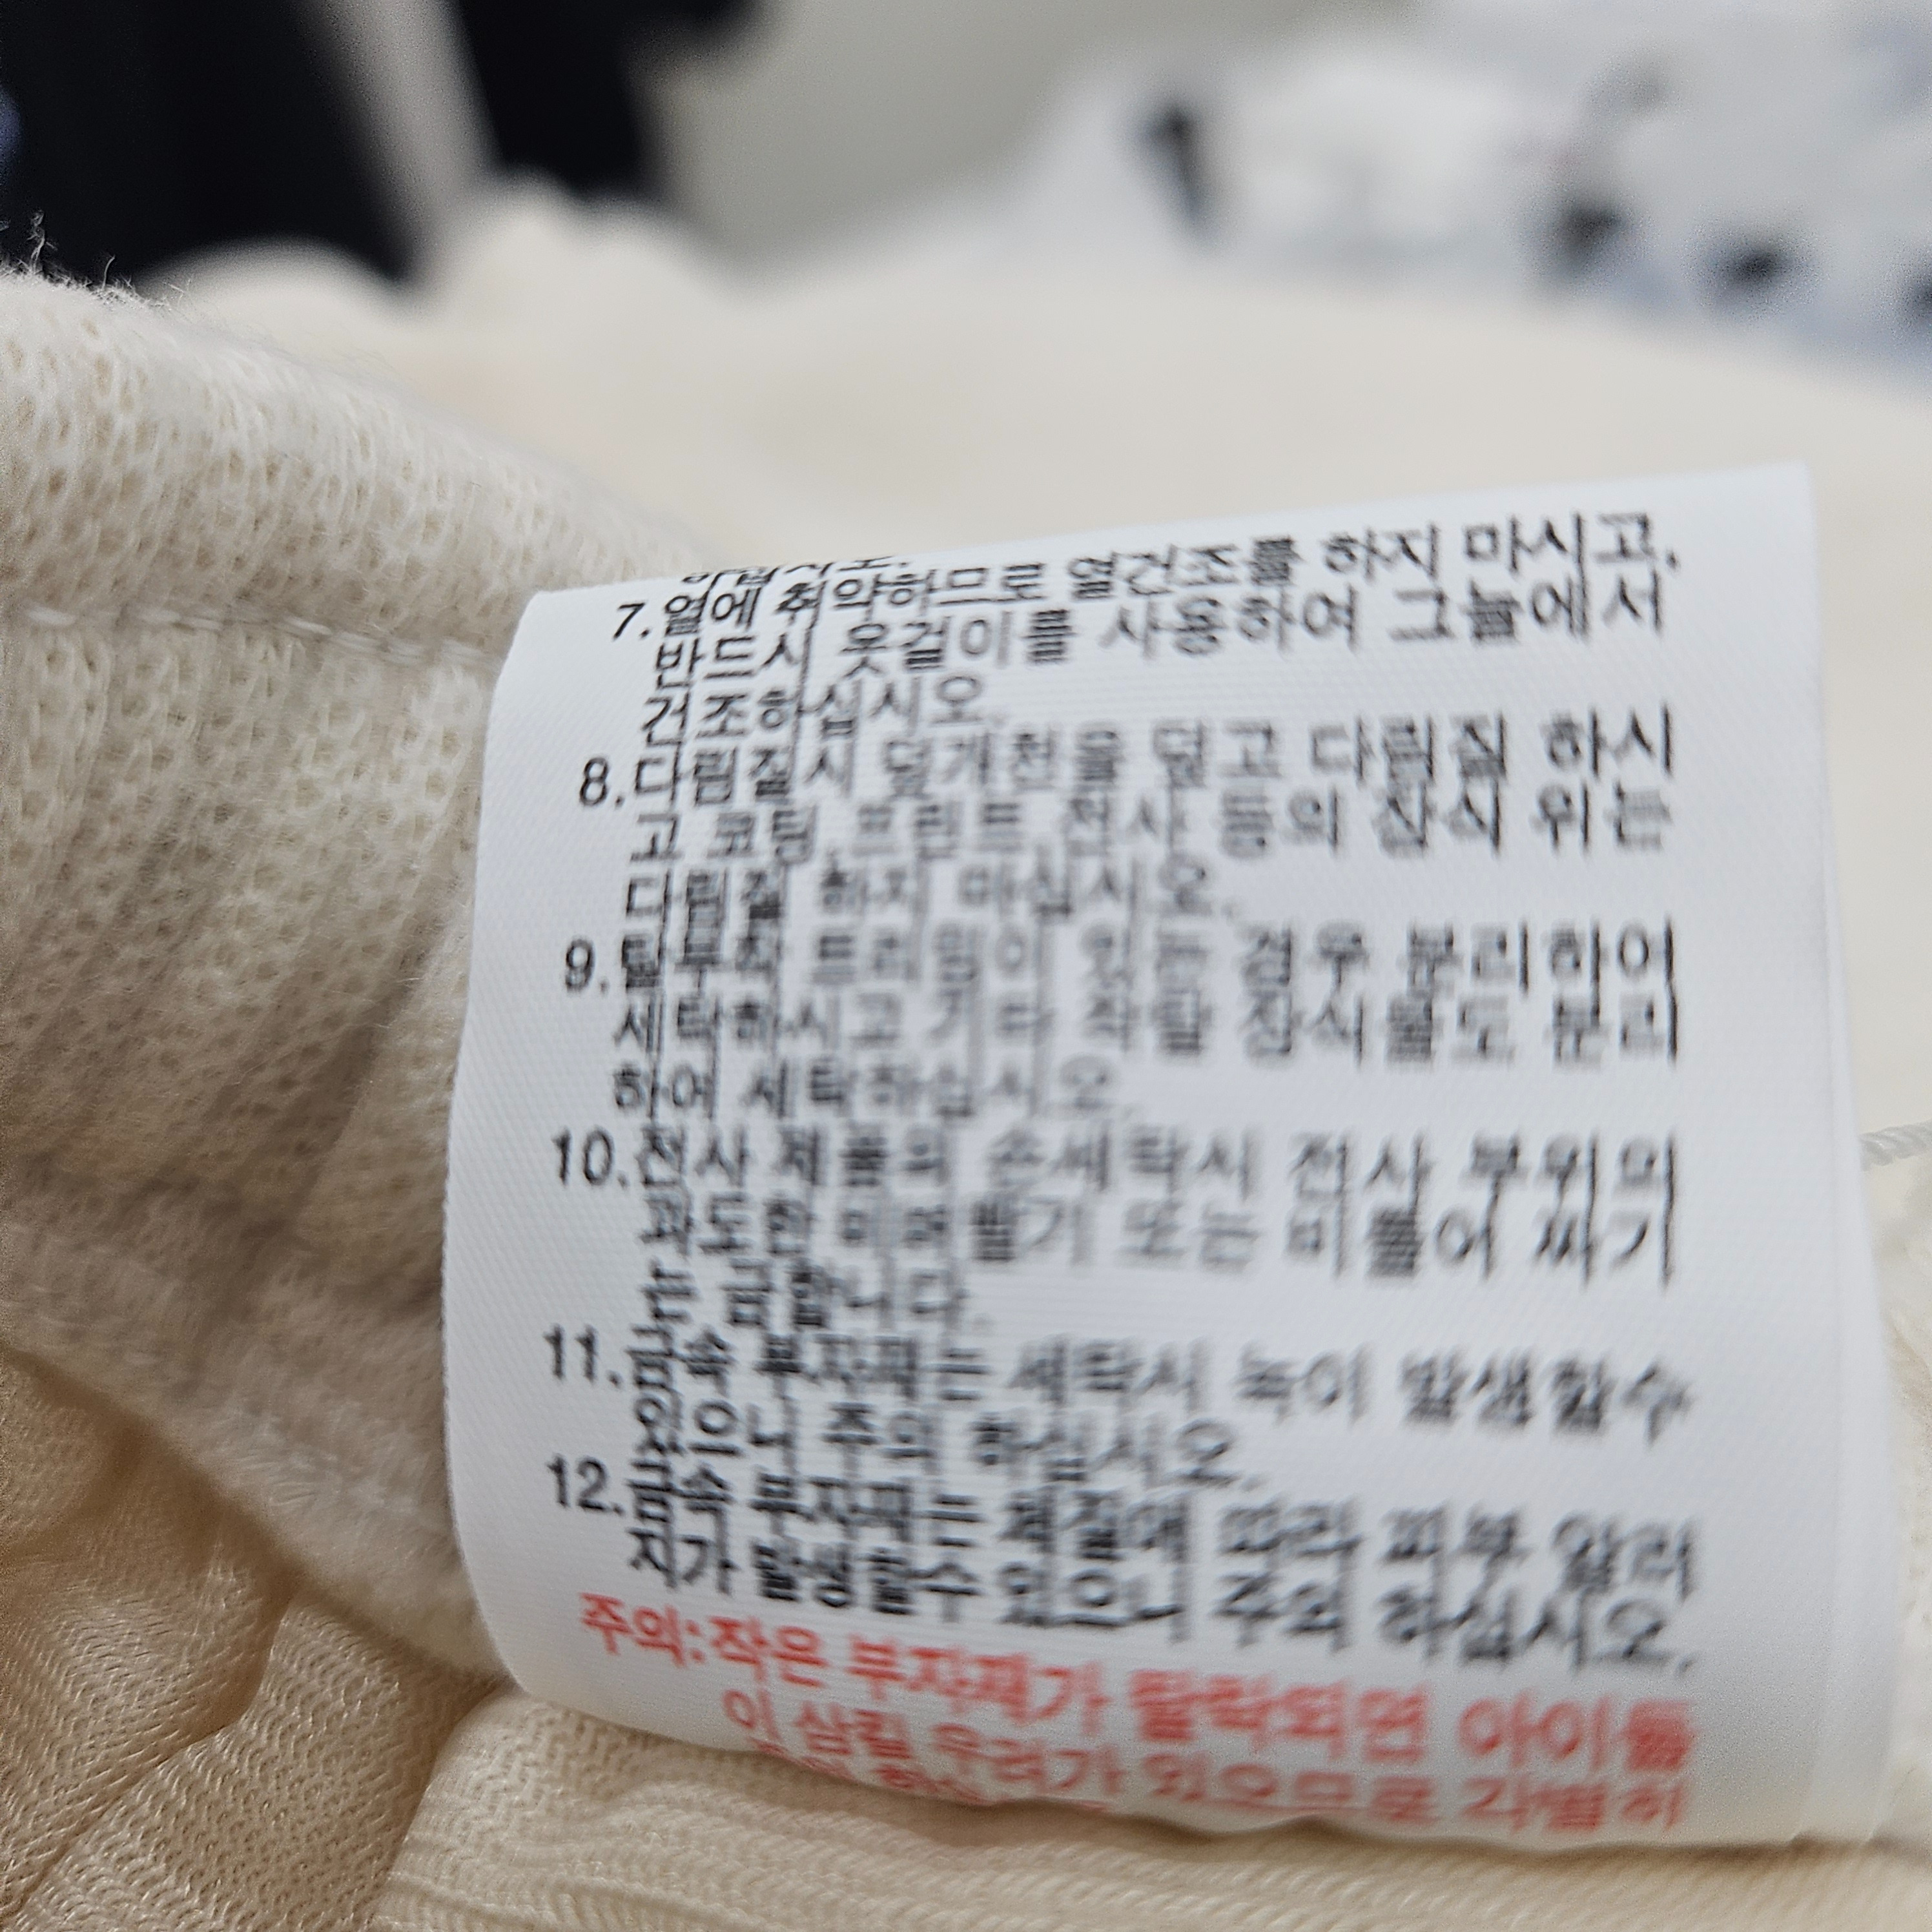 7.열에 취약하므로 열건조를 하지 마시고,
반드시 옷걸이를 사용하여 그늘에서
건조하십시오.
8.다림질시 덮개천을 덮고 다림질 하시
고 코팅 프린트 전사 등의 장식 위는
다림질 하지 마십시오.
9.탈부착 트리밍이 있는 경우 분리하여
세탁하시고 기타 착탈 장식물도 분리
하여 세탁하십시오.
10.전사 제품의 손세탁시 전사 부위의
과도한 비벼빨기 또는 비틀어 짜기
는 금합니다.
11.금속 부자재는 세탁시 녹이 발생할수
있으니 주의 하십시오.
12.금속 부자재는 체질에 따라 피부 알러
지가 발생할수 있으니 주의 하십시오.
주의:작은 부자재가 탈락되면 아이들
이 삼킬 우려가 있으므로 각별히